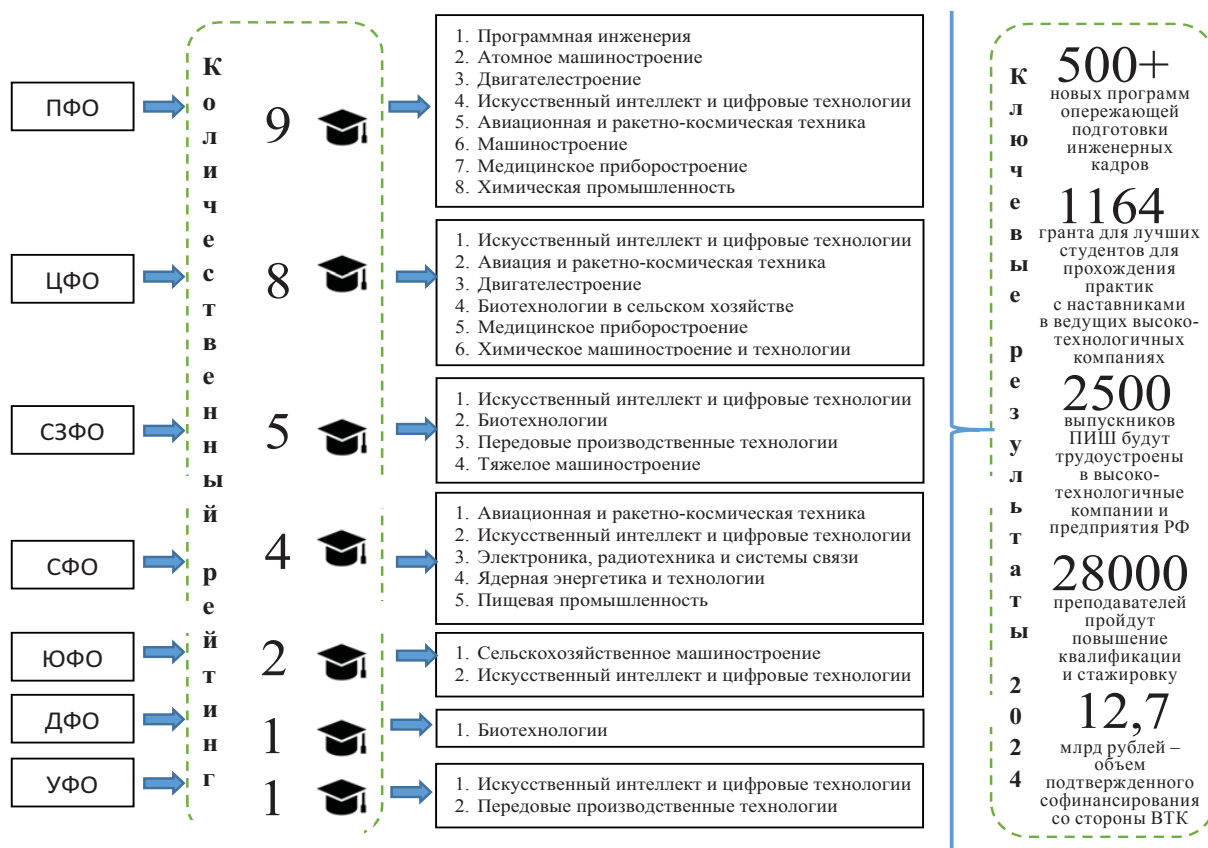 ПФО
ЦФО
СЗФО
СФО
ЮФО
ДФО
УФО
Количественный рейтинг
9
8
5
4
2
1
1
1. Программная инженерия
2. Атомное машиностроение
3. Двигателестроение
4. Искусственный интеллект и цифровые технологии
5. Авиационная и ракетно-космическая техника
6. Машиностроение
7. Медицинское приборостроение
8. Химическая промышленность
1. Искусственный интеллект и цифровые технологии
2. Авиация и ракетно-космическая техника
3. Двигателестроение
4. Биотехнологии в сельском хозяйстве
5. Медицинское приборостроение
6. Химическое машиностроение и технологии
1. Искусственный интеллект и цифровые технологии
2. Биотехнологии
3. Передовые производственные технологии
4. Тяжелое машиностроение
1. Авиационная и ракетно-космическая техника
2. Искусственный интеллект и цифровые технологии
3. Электроника, радиотехника и системы связи
4. Ядерная энергетика и технологии
5. Пищевая промышленность
1. Сельскохозяйственное машиностроение
2. Искусственный интеллект и цифровые технологии
1. Биотехнологии
1. Искусственный интеллект и цифровые технологии
2. Передовые производственные технологии
Ключевые результаты 2024
500+
новых программ
опережающей
подготовки
инженерных
кадров
1164
гранта для лучших
студентов для
прохождения
практик
с наставниками
в ведущих высоко-
технологичных
компаниях
2500
выпускников
ПИШ будут
трудоустроены
в высоко-
технологичные
компании и
предприятия РФ
28000
преподавателей
пройдут
повышение
квалификации
и стажировку
12,7
млрд рублей –
объем
подтвержденного
софинансирования
со стороны ВТК